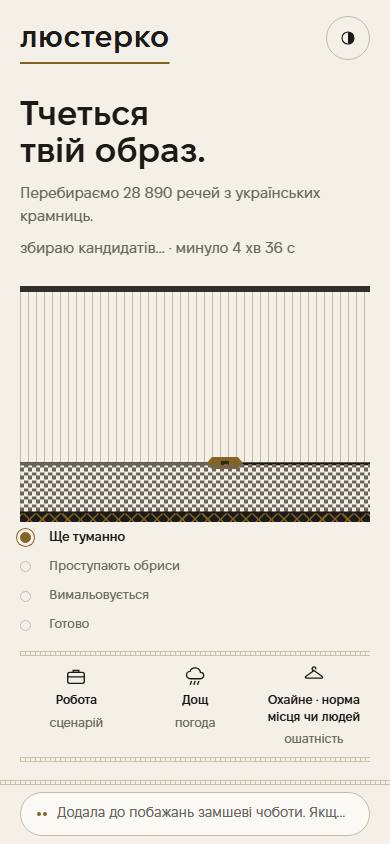 люстерко
Тчеться
твій образ.
Перебираємо 28 890 речей з українських
крамниць.
збираю кандидатів... · минуло 4 хв 36 с
Ще туманно
Проступають обриси
Вимальовується
Готово
Робота
сценарій
Дощ
погода
Охайне · норма
місця чи людей
ошатність
Додала до побажань замшеві чоботи. Якщ...